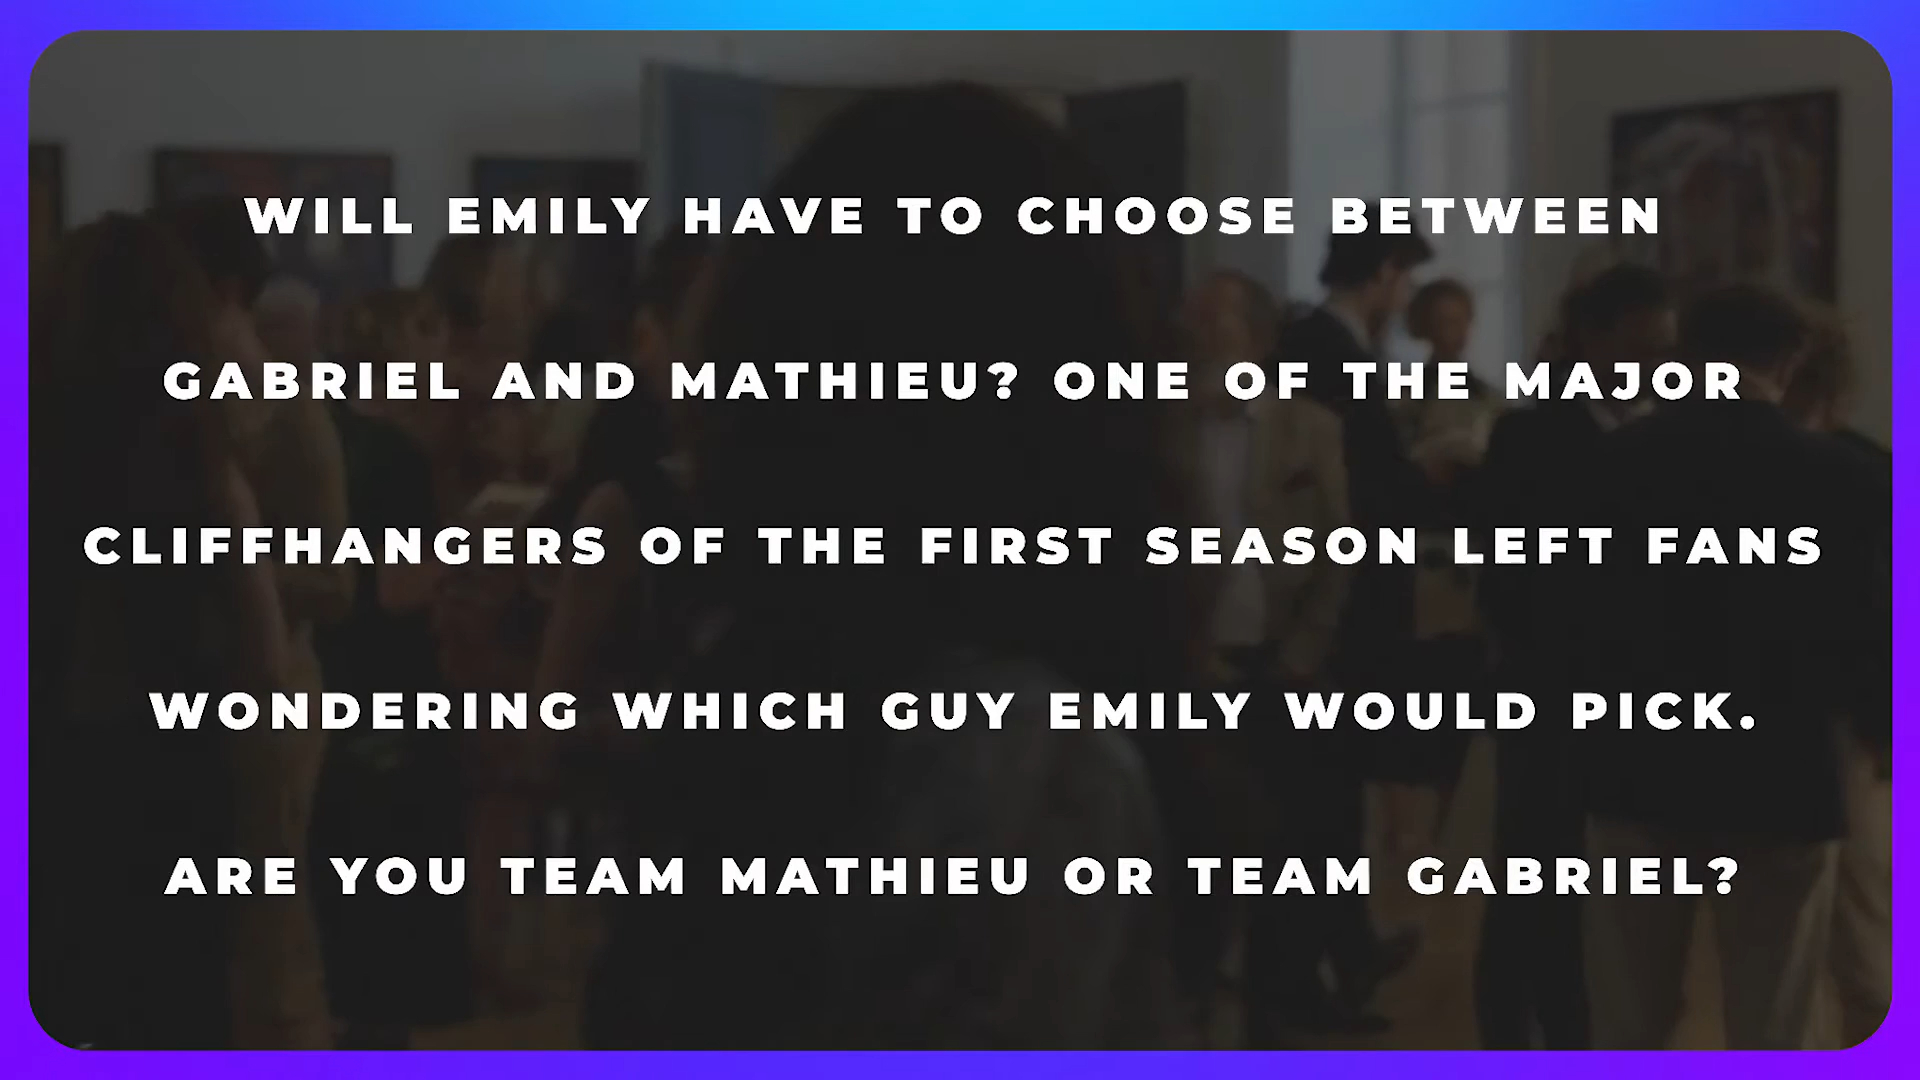 WILL EMILY HAVE TO CHOOSE BETWEEN
GABRIEL AND MATHIEU? ONE OF THE MAJOR
CLIFFHANGERS OF THE FIRST SEASON LEFT FANS
WONDERING WHICH GUY EMILY WOULD PICK.
ARE YOU TEAM MATHIEU OR TEAM GABRIEL?